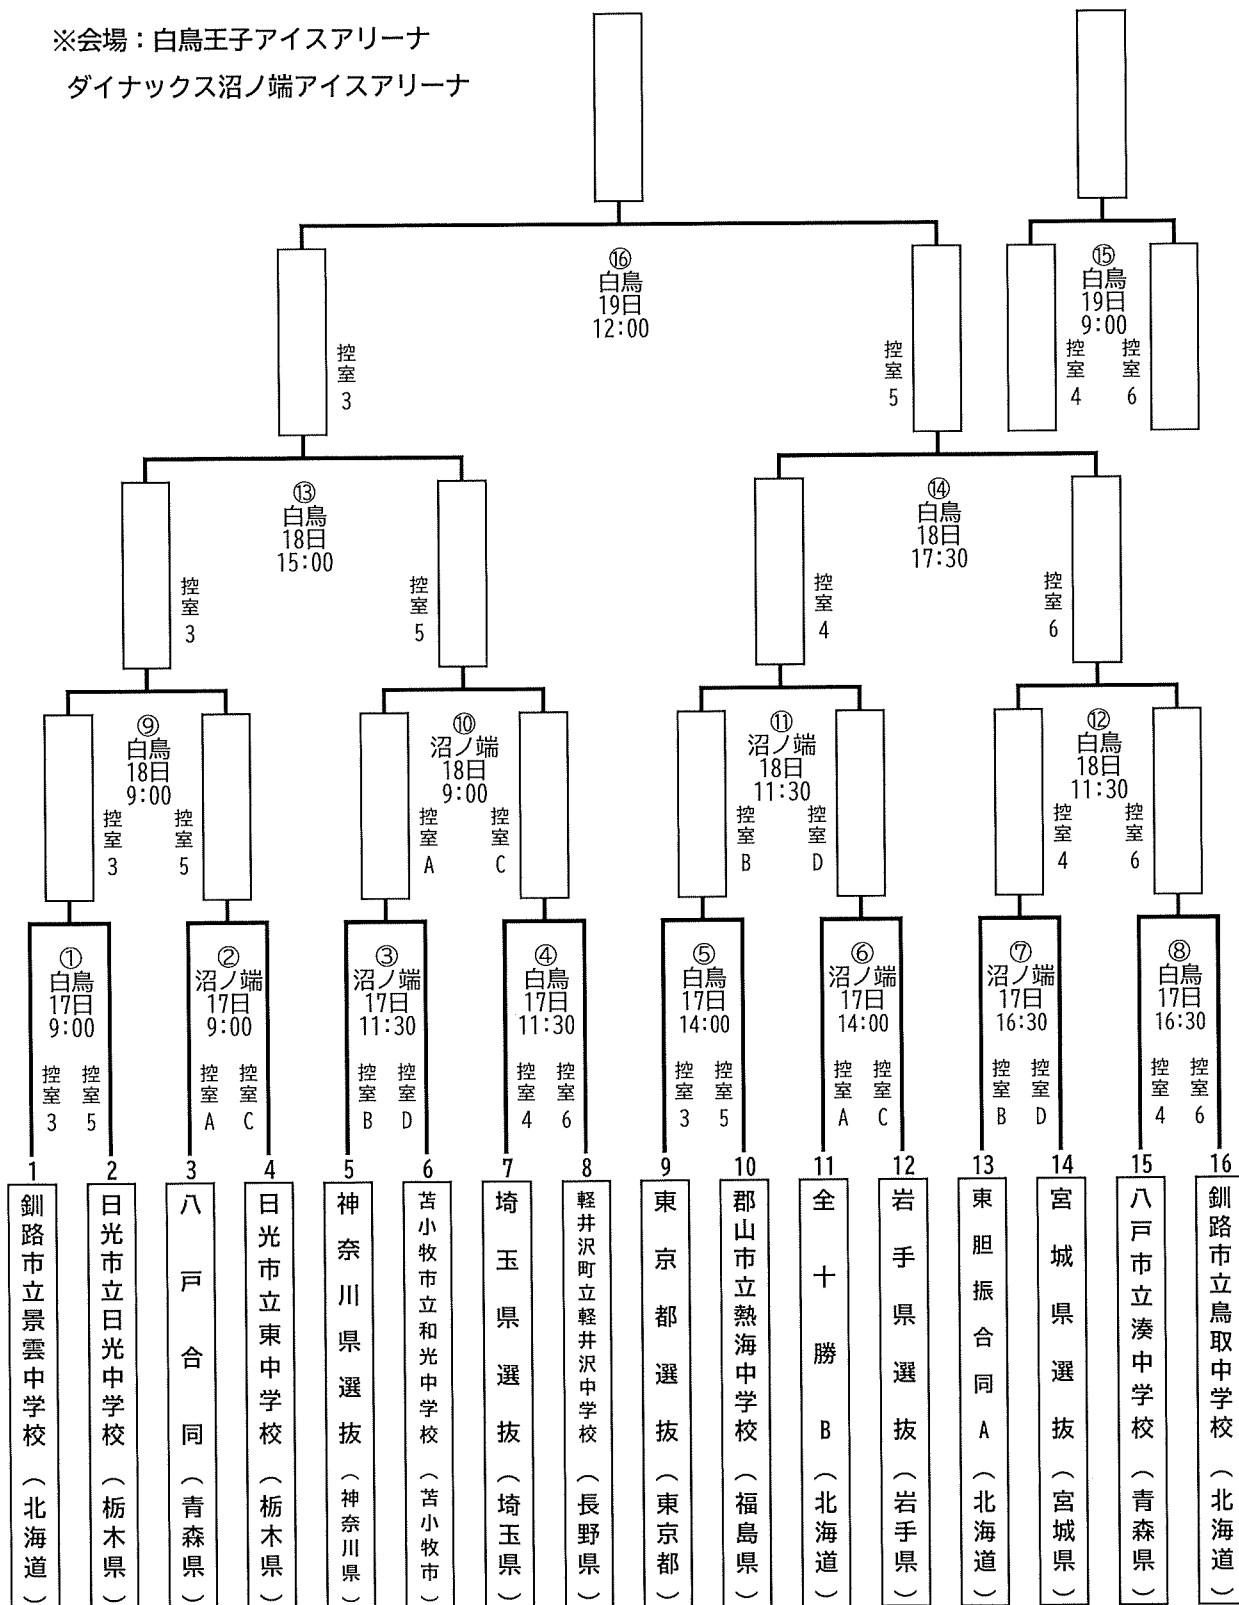 ※会場：白鳥王子アイスアリーナ
ダイナックス沼ノ端アイスアリーナ
⑯
白鳥
19日
12:00
控室3
控室5
⑮
白鳥
19日
9:00
控室4
控室6
⑬
白鳥
18日
15:00
控室3
控室5
⑭
白鳥
18日
17:30
控室4
控室6
⑨
白鳥
18日
9:00
控室3
控室5
⑩
沼ノ端
18日
9:00
控室A
控室C
⑪
沼ノ端
18日
11:30
控室B
控室D
⑫
白鳥
18日
11:30
控室4
控室6
①
白鳥
17日
9:00
控室3
控室5
②
沼ノ端
17日
9:00
控室A
控室C
③
沼ノ端
17日
11:30
控室B
控室D
④
白鳥
17日
11:30
控室4
控室6
⑤
白鳥
17日
14:00
控室3
控室5
⑥
沼ノ端
17日
14:00
控室A
控室C
⑦
沼ノ端
17日
16:30
控室B
控室D
⑧
白鳥
17日
16:30
控室4
控室6
1
釧路市立景雲中学校（北海道）
2
日光市立日光中学校（栃木県）
3
八戸合同（青森県）
4
日光市立東中学校（栃木県）
5
神奈川県選抜（神奈川県）
6
苫小牧市立和光中学校（苫小牧市）
7
埼玉県選抜（埼玉県）
8
軽井沢町立軽井沢中学校（長野県）
9
東京都選抜（東京都）
10
郡山市立熱海中学校（福島県）
11
全十勝B（北海道）
12
岩手県選抜（岩手県）
13
東胆振合同A（北海道）
14
宮城県選抜（宮城県）
15
八戸市立湊中学校（青森県）
16
釧路市立鳥取中学校（北海道）